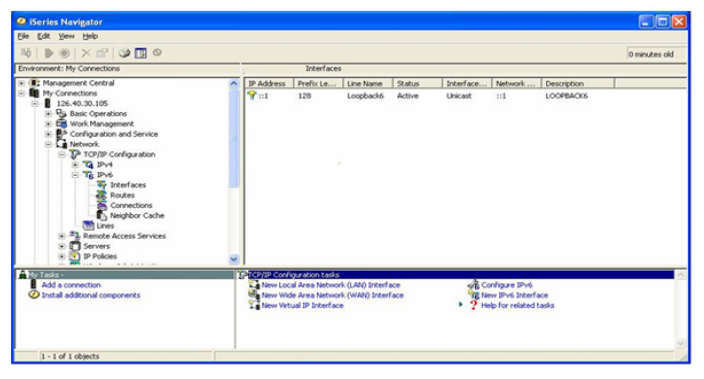 iSeries Navigator
File Edit View Help
0 minutes old
Environment: My Connections
Interfaces
Management Central
My Connections
126.40.30.105
Basic Operations
Work Management
Configuration and Service
Network
TCP/IP Configuration
IPv4
IPv6
Interfaces
Routes
Connections
Neighbor Cache
Lines
Remote Access Services
Servers
IP Policies
IP Address Prefix Le... Line Name Status Interface... Network ... Description
::1 128 Loopback6 Active Unicast ::1 LOOPBACK6
My Tasks -
Add a connection
Install additional components
TCP/IP Configuration tasks
New Local Area Network (LAN) Interface
New Wide Area Network (WAN) Interface
New Virtual IP Interface
Configure IPv6
New IPv6 Interface
Help for related tasks
1 - 1 of 1 objects